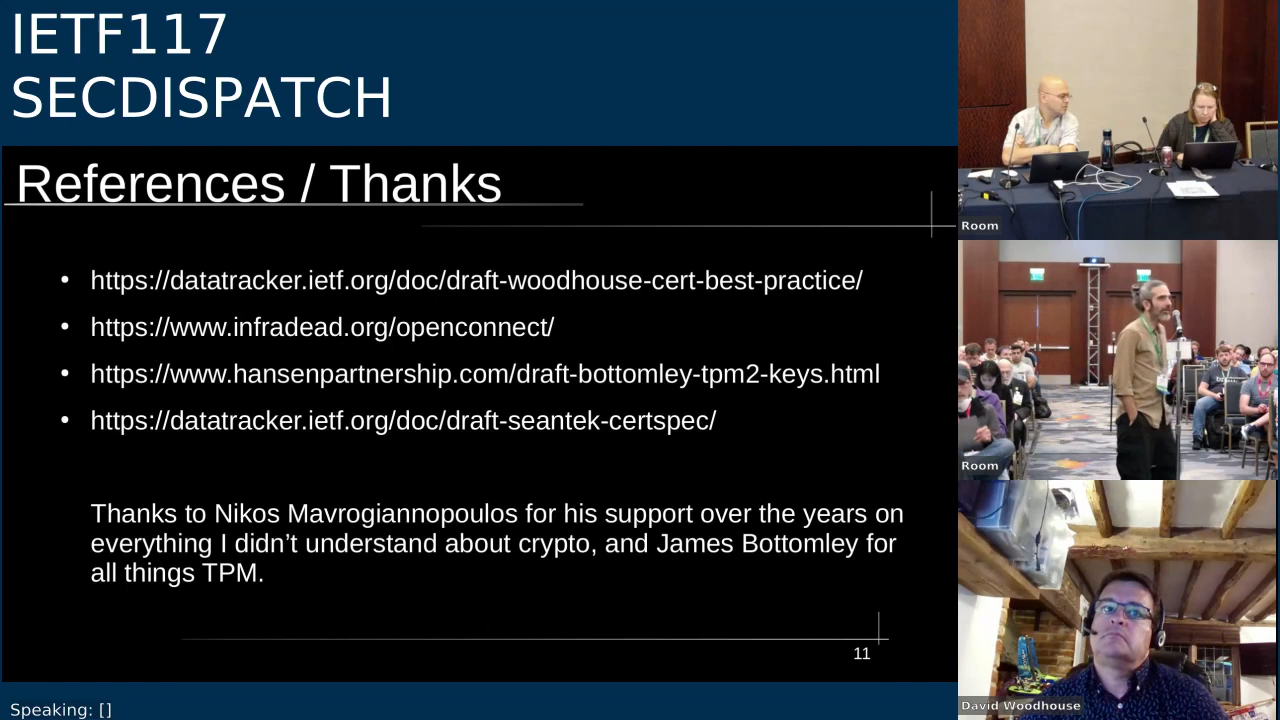 IETF117
SECDISPATCH
References / Thanks
• https://datatracker.ietf.org/doc/draft-woodhouse-cert-best-practice/
• https://www.infradead.org/openconnect/
• https://www.hansenpartnership.com/draft-bottomley-tpm2-keys.html
• https://datatracker.ietf.org/doc/draft-seantek-certspec/
Thanks to Nikos Mavrogiannopoulos for his support over the years on
everything I didn’t understand about crypto, and James Bottomley for
all things TPM.
11
Speaking: []
Room
Room
David Woodhouse